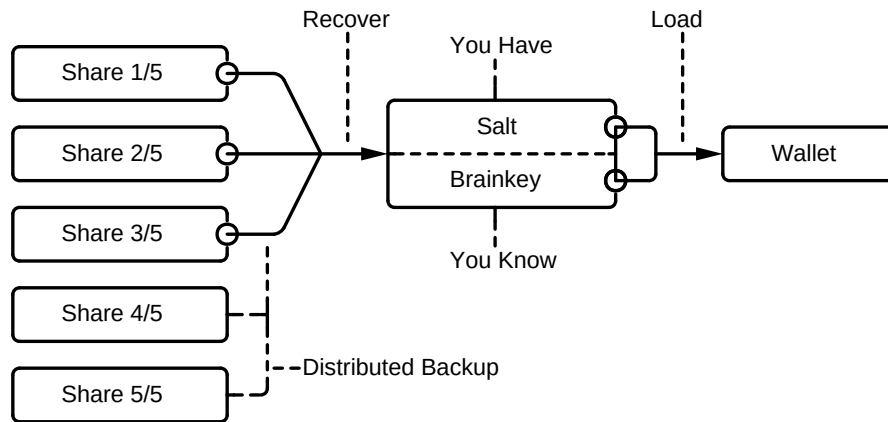 Recover
Load
You Have
Share 1/5
Salt
Share 2/5
Wallet
Brainkey
Share 3/5
You Know
Share 4/5
Distributed Backup
Share 5/5